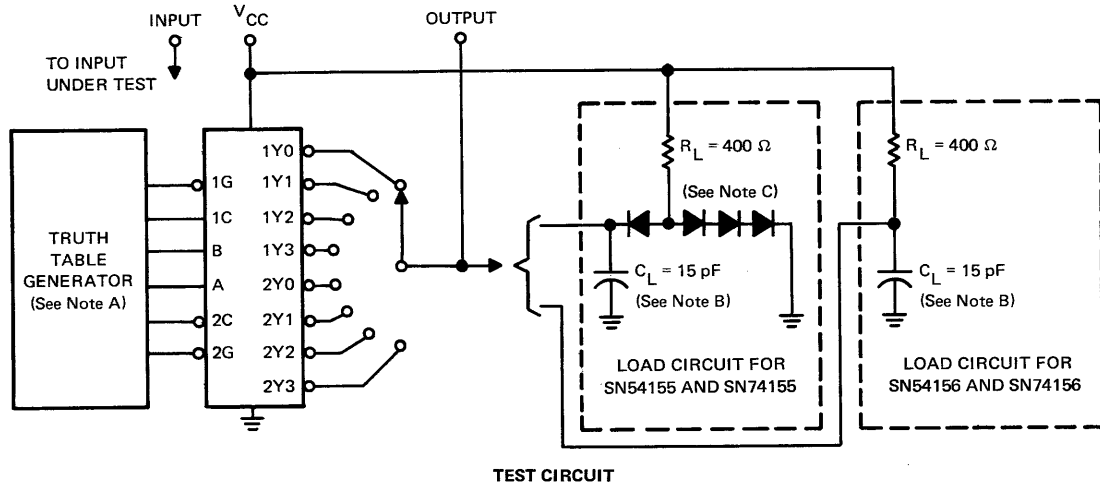 INPUT
VCC
OUTPUT
TO INPUT
UNDER TEST
TRUTH
TABLE
GENERATOR
(See Note A)
1G
1C
B
A
2C
2G
1Y0
1Y1
1Y2
1Y3
2Y0
2Y1
2Y2
2Y3
RL = 400 Ω
(See Note C)
CL = 15 pF
(See Note B)
LOAD CIRCUIT FOR
SN54155 AND SN74155
RL = 400 Ω
CL = 15 pF
(See Note B)
LOAD CIRCUIT FOR
SN54156 AND SN74156
TEST CIRCUIT